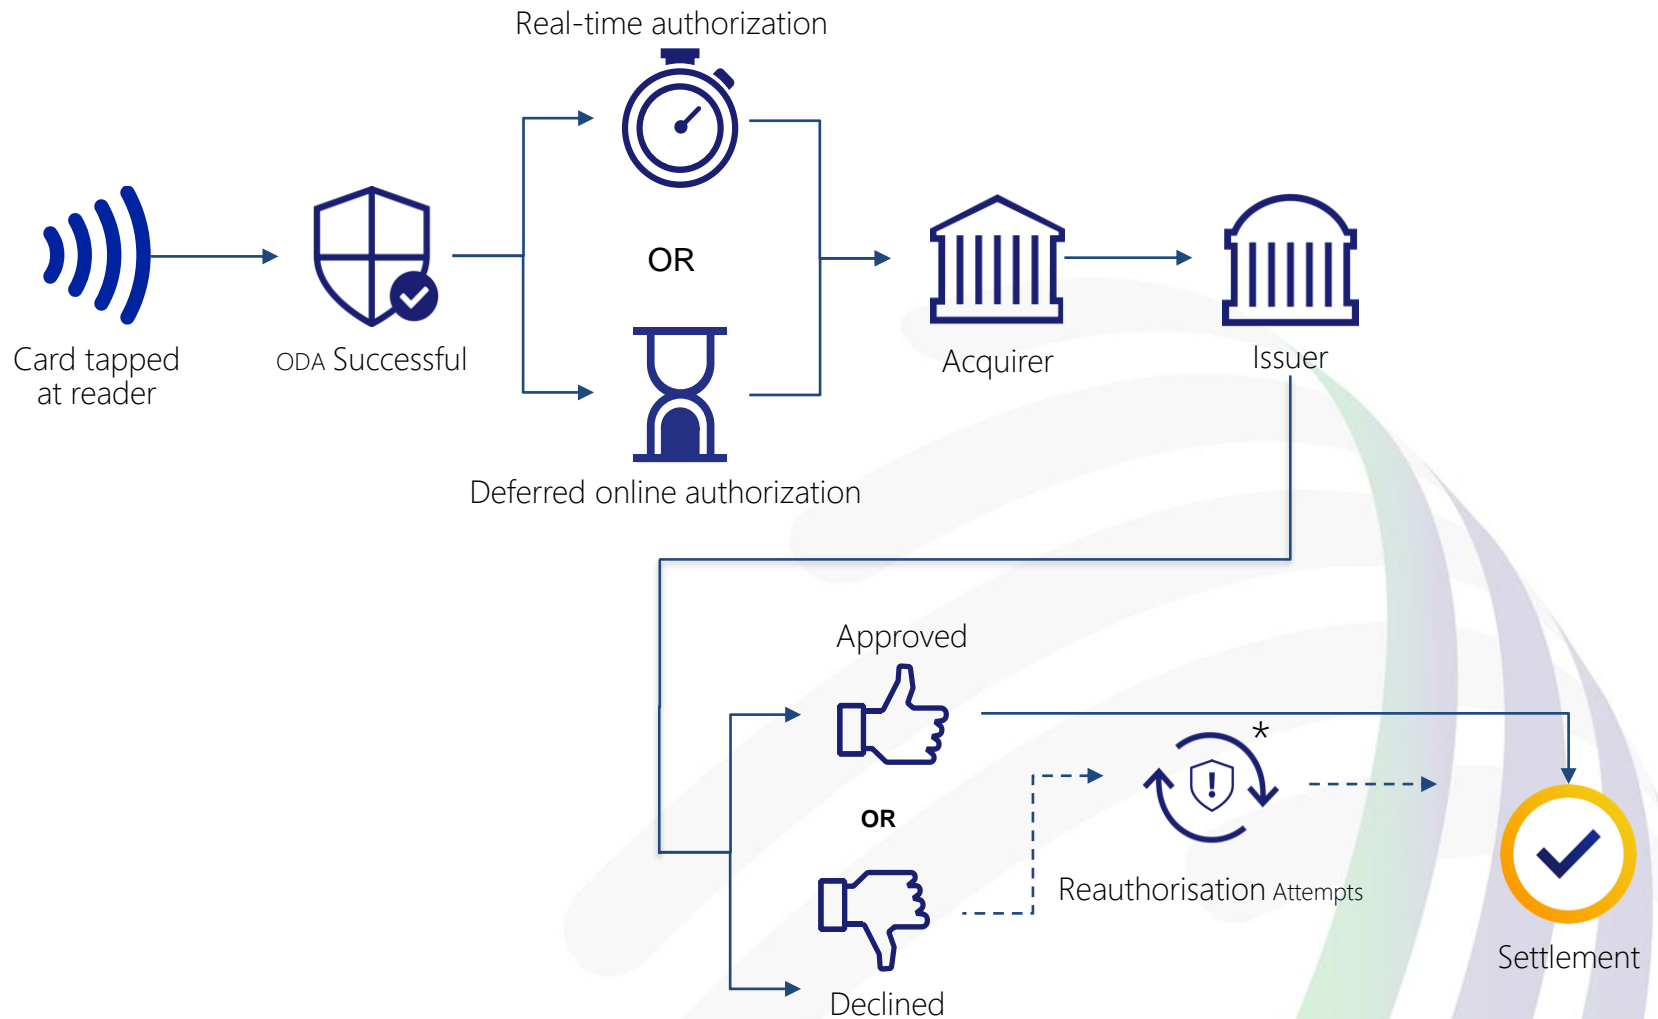 Real-time authorization
OR
Card tapped
at reader
ODA Successful
Acquirer
Issuer
Deferred online authorization
Approved
*
OR
Reauthorisation Attempts
Settlement
Declined